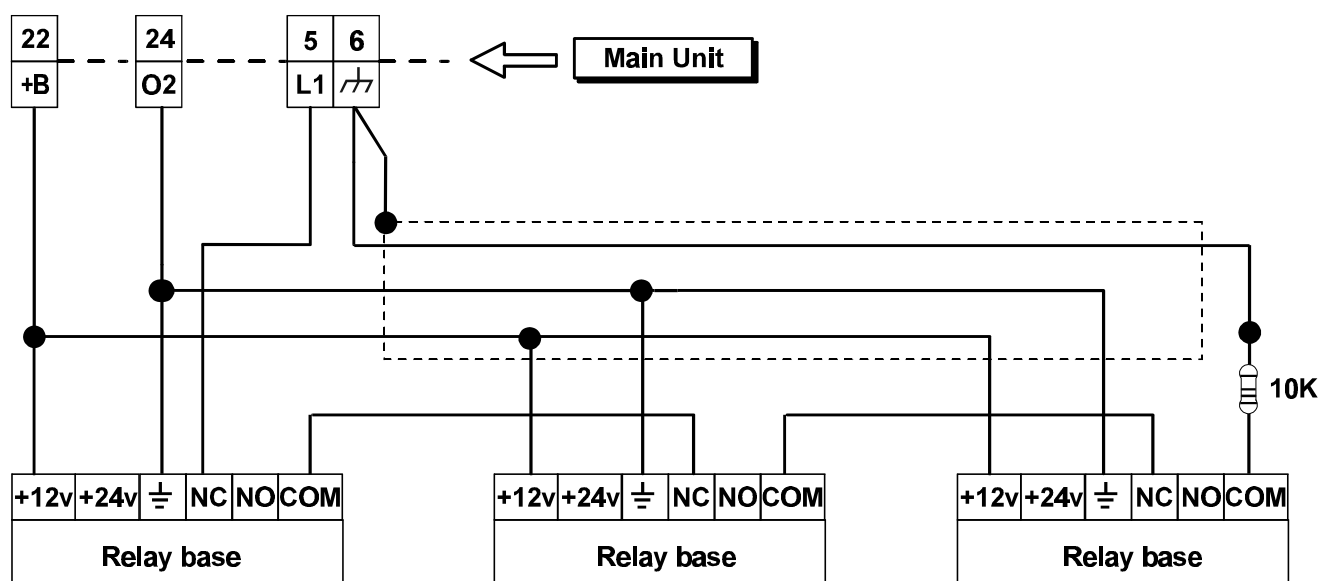 22 24 5 6
+B O2 L1
Main Unit
10K
+12v +24v NC NO COM +12v +24v NC NO COM +12v +24v NC NO COM
Relay base Relay base Relay base